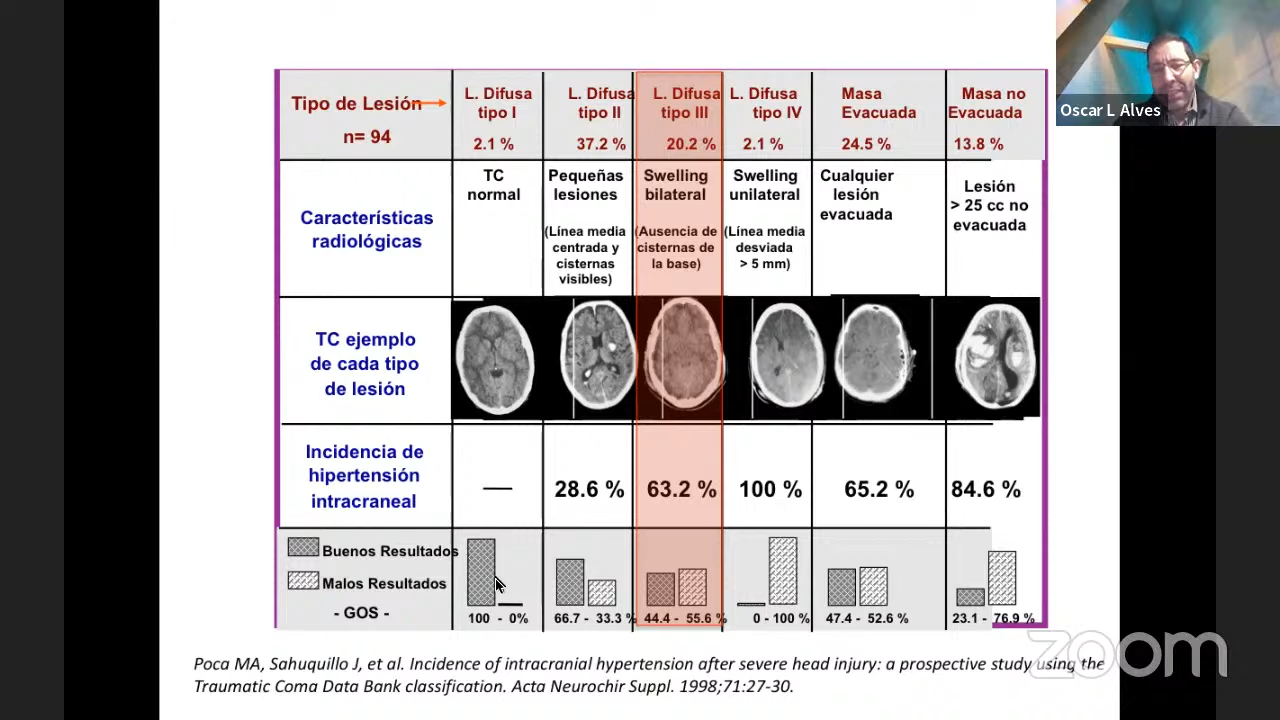 Tipo de Lesión
n= 94
L. Difusa
tipo I
2.1 %
L. Difusa
tipo II
37.2 %
L. Difusa
tipo III
20.2 %
L. Difusa
tipo IV
2.1 %
Masa
Evacuada
24.5 %
Masa no
Evacuada
13.8 %
Características
radiológicas
TC
normal
Pequeñas
lesiones
(Línea media
centrada y
cisternas
visibles)
Swelling
bilateral
(Ausencia de
cisternas de
la base)
Swelling
unilateral
(Línea media
desviada
> 5 mm)
Cualquier
lesión
evacuada
Lesión
> 25 cc no
evacuada
TC ejemplo
de cada tipo
de lesión
Incidencia de
hipertensión
intracraneal
—
28.6 %
63.2 %
100 %
65.2 %
84.6 %
Buenos Resultados
Malos Resultados
- GOS -
100 - 0%
66.7 - 33.3 %
44.4 - 55.6 %
0 - 100 %
47.4 - 52.6 %
23.1 - 76.9 %
Poca MA, Sahuquillo J, et al. Incidence of intracranial hypertension after severe head injury: a prospective study using the
Traumatic Coma Data Bank classification. Acta Neurochir Suppl. 1998;71:27-30.
Oscar L Alves
zoom